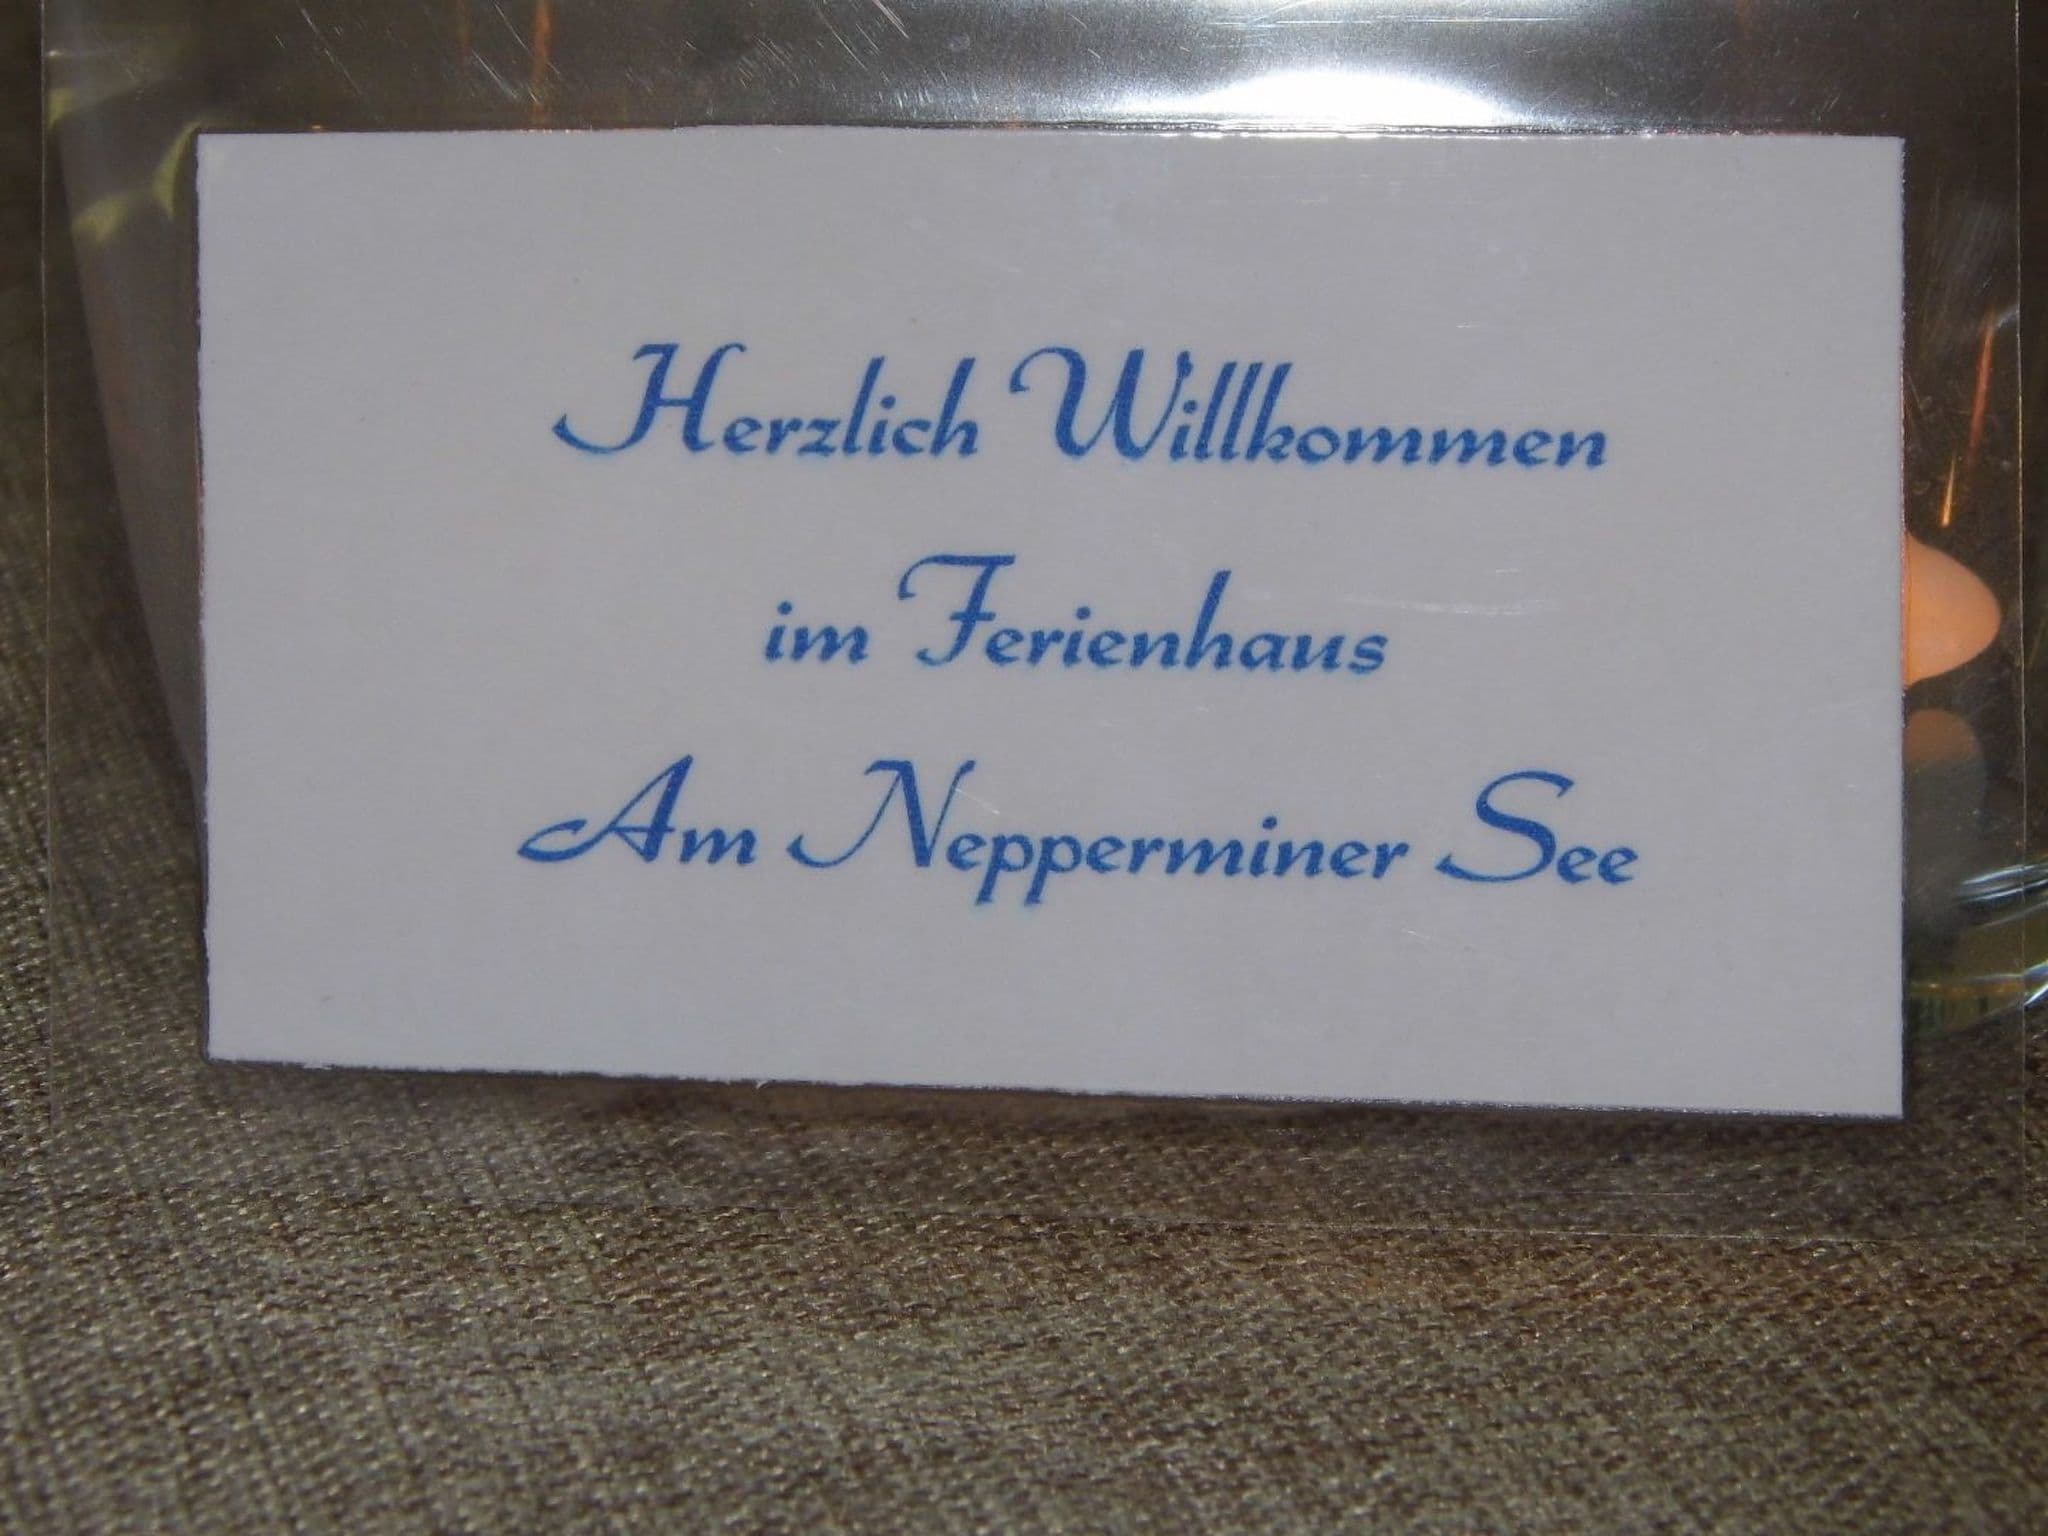 Herzlich Willkommen
im Ferienhaus
Am Nepperminer See